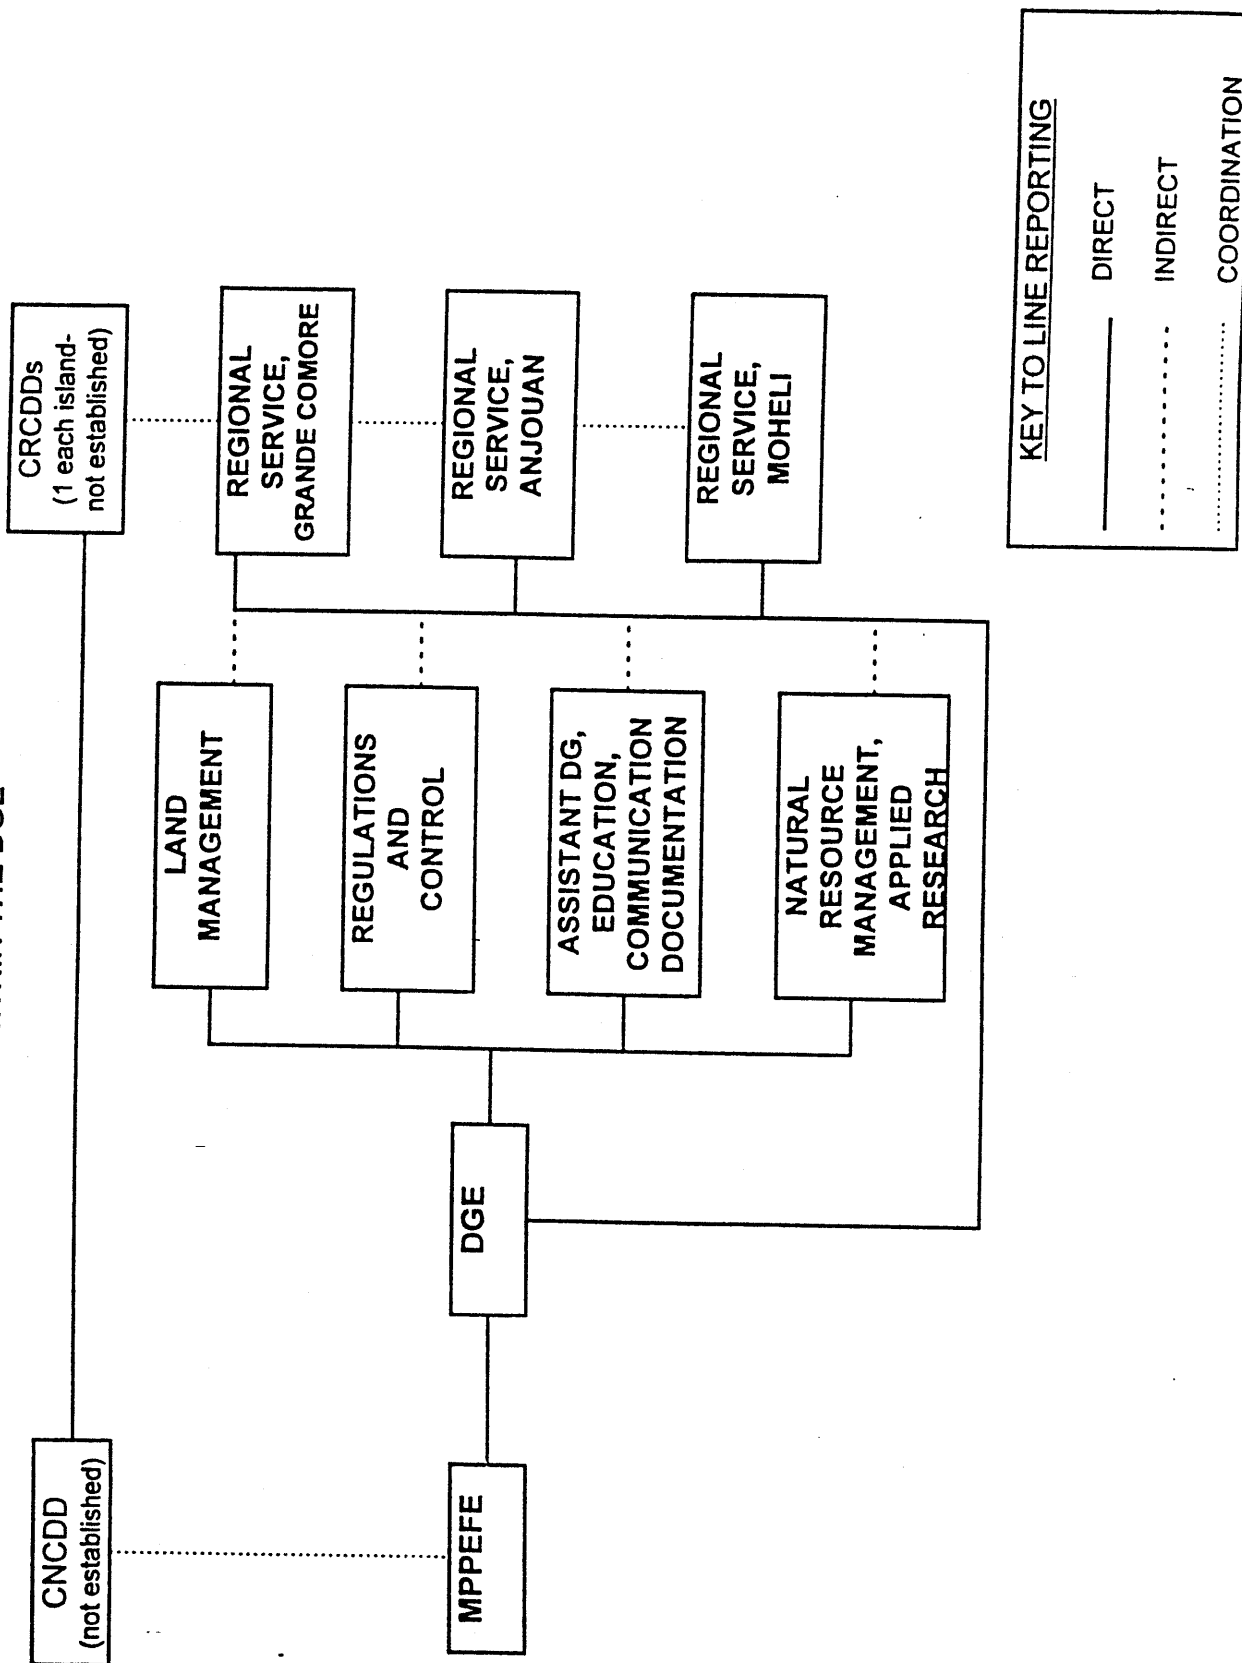 CNCDD
(not established)
CRCDDs
(1 each island-
not established)
MPPEFE
DGE
LAND
MANAGEMENT
REGULATIONS
AND
CONTROL
ASSISTANT DG,
EDUCATION,
COMMUNICATION
DOCUMENTATION
NATURAL
RESOURCE
MANAGEMENT,
APPLIED
RESEARCH
REGIONAL
SERVICE,
GRANDE COMORE
REGIONAL
SERVICE,
ANJOUAN
REGIONAL
SERVICE,
MOHELI
KEY TO LINE REPORTING
DIRECT
INDIRECT
COORDINATION